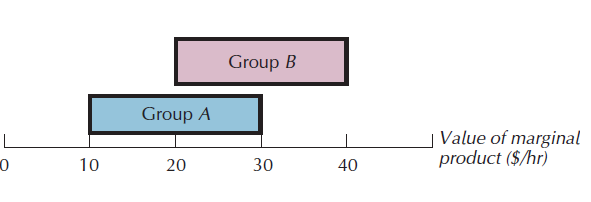 Group B
Group A
0 10 20 30 40
Value of marginal
product ($/hr)